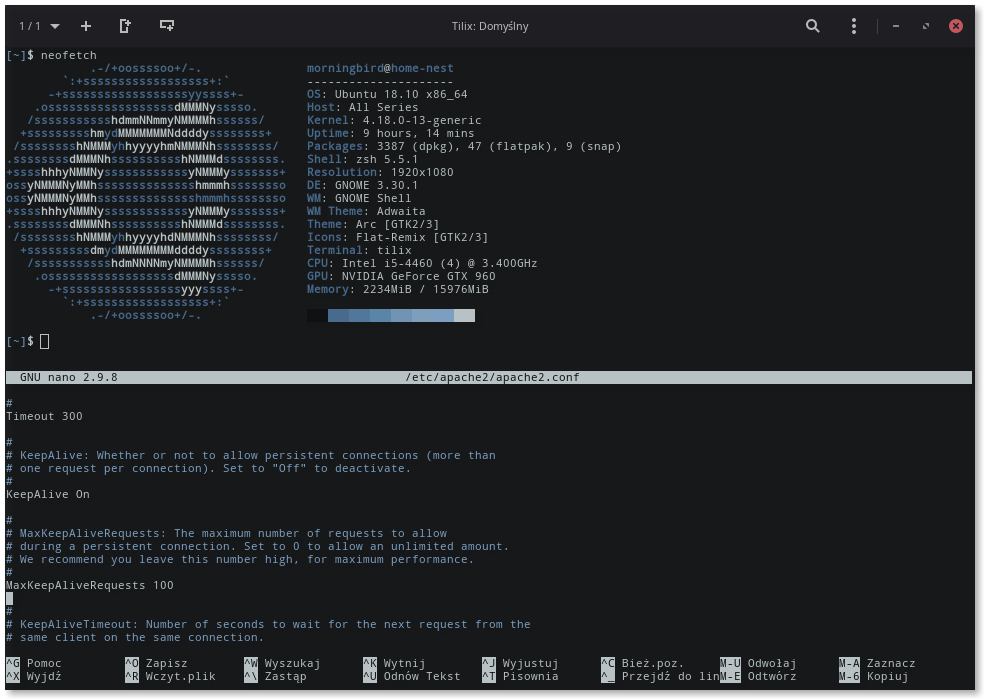 1 / 1
Tilix: Domyślny
[~]$ neofetch
.-/+oossssoo+/-.
`:+ssssssssssssssssss+:`
-+ssssssssssssssssssyyssss+-
.ossssssssssssssssssdMMMNysssso.
/ssssssssssshdmmNNmmyNMMMMhssssss/
+ssssssssshmydMMMMMMMNddddyssssssss+
/sssssssshNMMMyhhyyyyhmNMMMNhssssssss/
.ssssssssdMMMNhsssssssssshNMMMdssssssss.
+sssshhhyNMMNyssssssssssssyNMMMysssssss+
ossyNMMMNyMMhsssssssssssssshmmmhssssssso
ossyNMMMNyMMhsssssssssssssshmmmhssssssso
+sssshhhyNMMNyssssssssssssyNMMMysssssss+
.ssssssssdMMMNhsssssssssshNMMMdssssssss.
/sssssssshNMMMyhhyyyyhdNMMMNhssssssss/
+sssssssssdmydMMMMMMMMddddyssssssss+
/ssssssssssshdmNNNNmyNMMMMhssssss/
.ossssssssssssssssssdMMMNysssso.
-+sssssssssssssssssyyyssss+-
`:+ssssssssssssssssss+:`
.-/+oossssoo+/-.
morningbird@home-nest
---------------------
OS: Ubuntu 18.10 x86_64
Host: All Series
Kernel: 4.18.0-13-generic
Uptime: 9 hours, 14 mins
Packages: 3387 (dpkg), 47 (flatpak), 9 (snap)
Shell: zsh 5.5.1
Resolution: 1920x1080
DE: GNOME 3.30.1
WM: GNOME Shell
WM Theme: Adwaita
Theme: Arc [GTK2/3]
Icons: Flat-Remix [GTK2/3]
Terminal: tilix
CPU: Intel i5-4460 (4) @ 3.400GHz
GPU: NVIDIA GeForce GTX 960
Memory: 2234MiB / 15976MiB
[~]$
GNU nano 2.9.8 /etc/apache2/apache2.conf
#
Timeout 300
#
# KeepAlive: Whether or not to allow persistent connections (more than
# one request per connection). Set to "Off" to deactivate.
#
KeepAlive On
#
# MaxKeepAliveRequests: The maximum number of requests to allow
# during a persistent connection. Set to 0 to allow an unlimited amount.
# We recommend you leave this number high, for maximum performance.
#
MaxKeepAliveRequests 100
#
# KeepAliveTimeout: Number of seconds to wait for the next request from the
# same client on the same connection.
^G Pomoc ^O Zapisz ^W Wyszukaj ^K Wytnij ^J Wyjustuj ^C Bież.poz. M-U Odwołaj M-A Zaznacz
^X Wyjdź ^R Wczyt.plik ^\ Zastąp ^U Odnów Tekst ^T Pisownia ^_ Przejdź do lin M-E Odtwórz M-6 Kopiuj